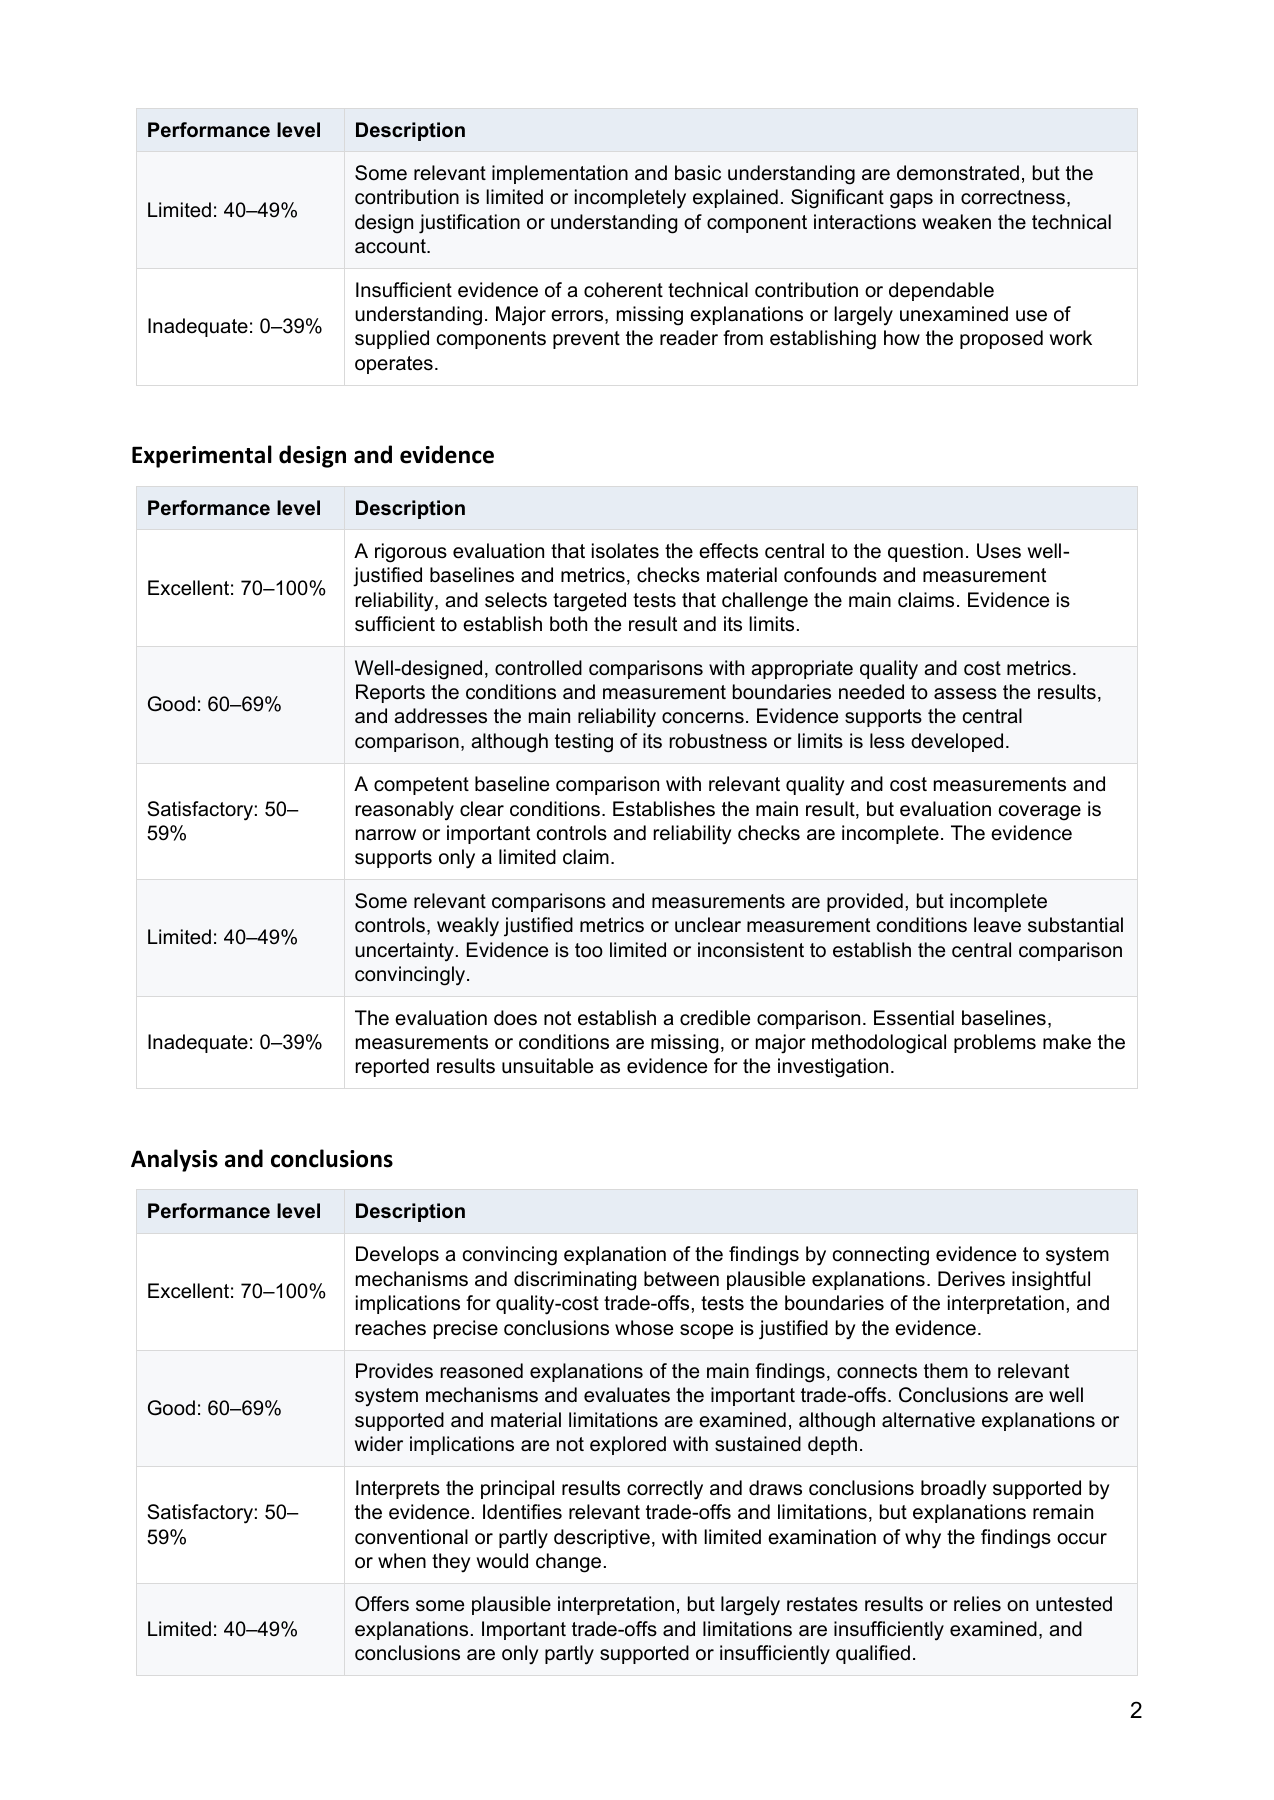 Performance level Description
Limited: 40–49%
Some relevant implementation and basic understanding are demonstrated, but the
contribution is limited or incompletely explained. Significant gaps in correctness,
design justification or understanding of component interactions weaken the technical
account.
Inadequate: 0–39%
Insufficient evidence of a coherent technical contribution or dependable
understanding. Major errors, missing explanations or largely unexamined use of
supplied components prevent the reader from establishing how the proposed work
operates.
Experimental design and evidence
Performance level Description
Excellent: 70–100%
A rigorous evaluation that isolates the effects central to the question. Uses well-
justified baselines and metrics, checks material confounds and measurement
reliability, and selects targeted tests that challenge the main claims. Evidence is
sufficient to establish both the result and its limits.
Good: 60–69%
Well-designed, controlled comparisons with appropriate quality and cost metrics.
Reports the conditions and measurement boundaries needed to assess the results,
and addresses the main reliability concerns. Evidence supports the central
comparison, although testing of its robustness or limits is less developed.
Satisfactory: 50–
59%
A competent baseline comparison with relevant quality and cost measurements and
reasonably clear conditions. Establishes the main result, but evaluation coverage is
narrow or important controls and reliability checks are incomplete. The evidence
supports only a limited claim.
Limited: 40–49%
Some relevant comparisons and measurements are provided, but incomplete
controls, weakly justified metrics or unclear measurement conditions leave substantial
uncertainty. Evidence is too limited or inconsistent to establish the central comparison
convincingly.
Inadequate: 0–39%
The evaluation does not establish a credible comparison. Essential baselines,
measurements or conditions are missing, or major methodological problems make the
reported results unsuitable as evidence for the investigation.
Analysis and conclusions
Performance level Description
Excellent: 70–100%
Develops a convincing explanation of the findings by connecting evidence to system
mechanisms and discriminating between plausible explanations. Derives insightful
implications for quality-cost trade-offs, tests the boundaries of the interpretation, and
reaches precise conclusions whose scope is justified by the evidence.
Good: 60–69%
Provides reasoned explanations of the main findings, connects them to relevant
system mechanisms and evaluates the important trade-offs. Conclusions are well
supported and material limitations are examined, although alternative explanations or
wider implications are not explored with sustained depth.
Satisfactory: 50–
59%
Interprets the principal results correctly and draws conclusions broadly supported by
the evidence. Identifies relevant trade-offs and limitations, but explanations remain
conventional or partly descriptive, with limited examination of why the findings occur
or when they would change.
Limited: 40–49%
Offers some plausible interpretation, but largely restates results or relies on untested
explanations. Important trade-offs and limitations are insufficiently examined, and
conclusions are only partly supported or insufficiently qualified.
2